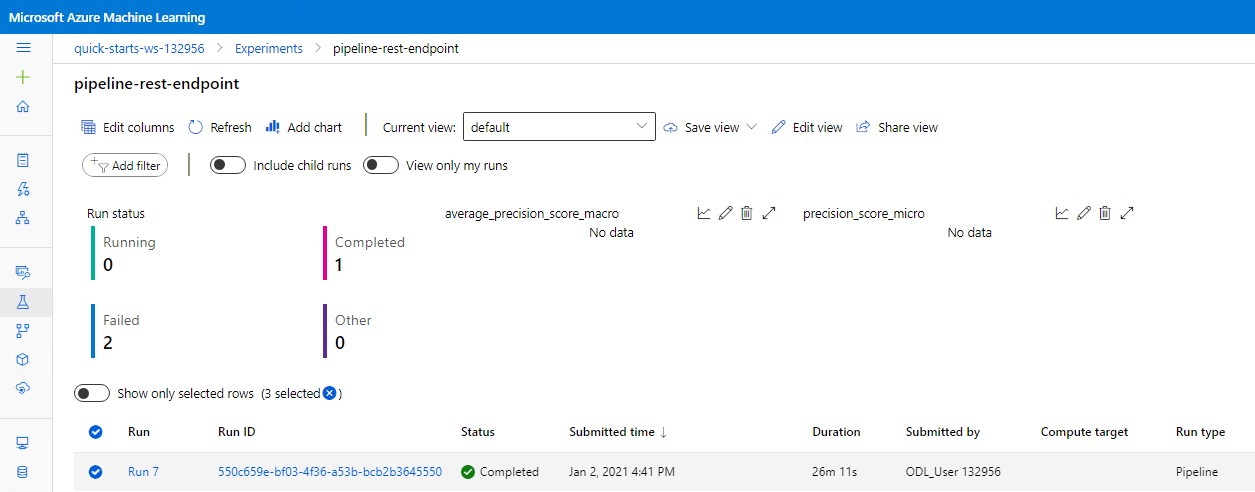 Microsoft Azure Machine Learning
quick-starts-ws-132956 > Experiments > pipeline-rest-endpoint
pipeline-rest-endpoint
Edit columns Refresh Add chart Current view: default Save view Edit view Share view
Add filter Include child runs View only my runs
Run status average_precision_score_macro precision_score_micro
No data No data
Running Completed
0 1
Failed Other
2 0
Show only selected rows (3 selected )
Run Run ID Status Submitted time ↓ Duration Submitted by Compute target Run type
Run 7 550c659e-bf03-4f36-a53b-bcb2b3645550 Completed Jan 2, 2021 4:41 PM 26m 11s ODL_User 132956 Pipeline